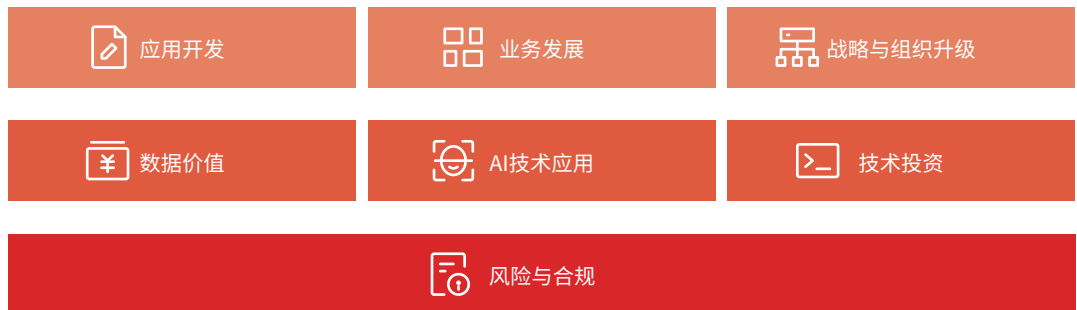 应用开发
业务发展
战略与组织升级
数据价值
AI技术应用
技术投资
风险与合规